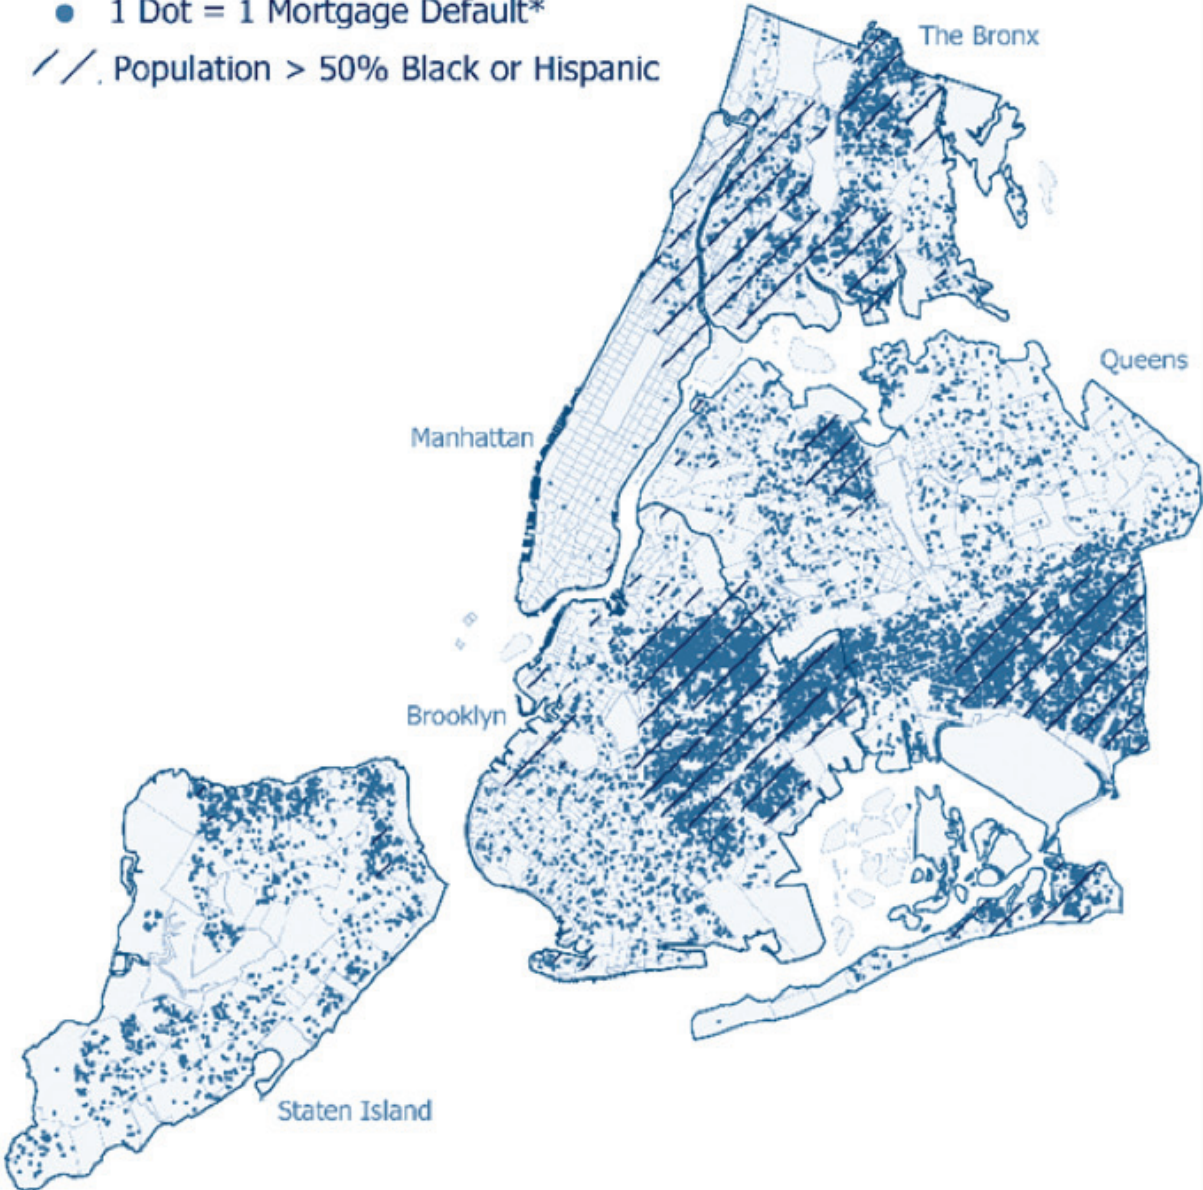 1 Dot = 1 Mortgage Default*
Population > 50% Black or Hispanic
The Bronx
Queens
Manhattan
Brooklyn
Staten Island